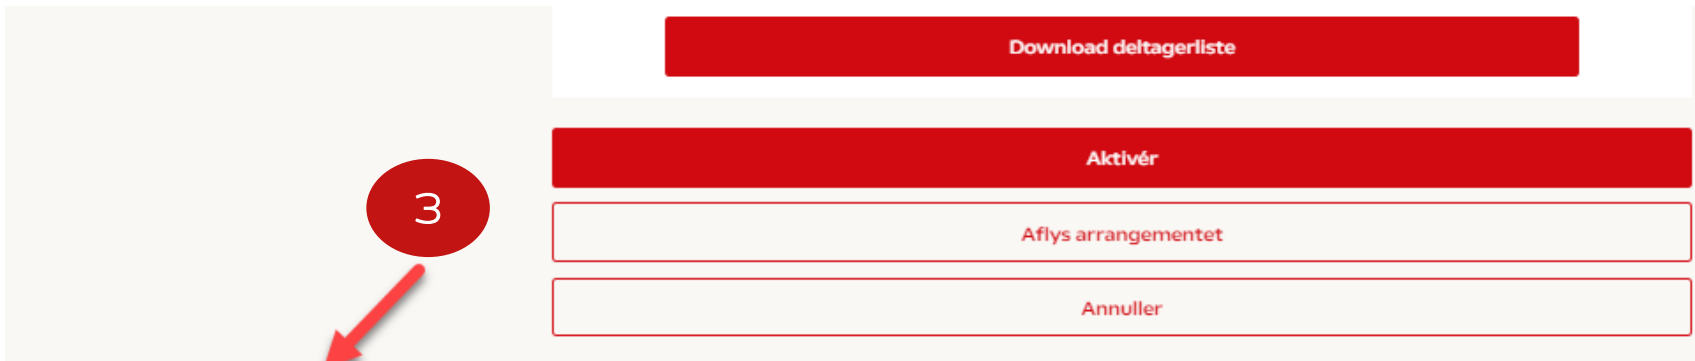 Download deltagerliste
Aktivér
3
Aflys arrangementet
Annuller